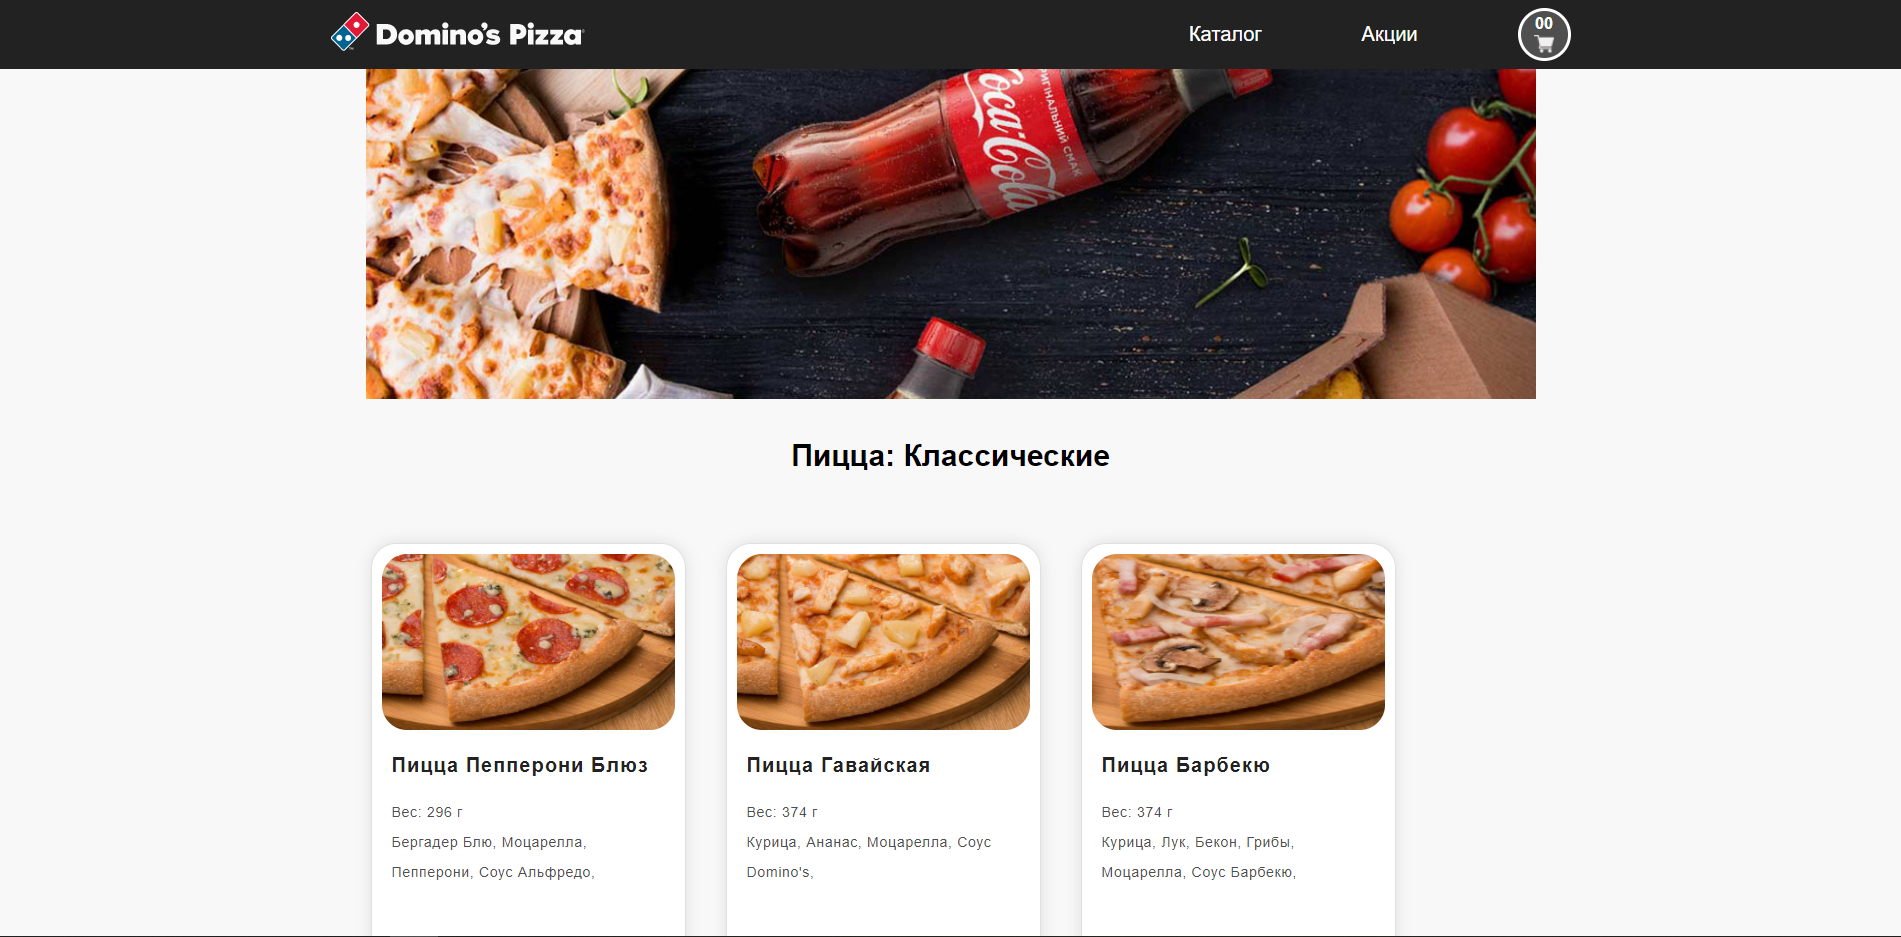 Domino's Pizza
Каталог
Акции
00
Coca-Cola
ОРИГІНАЛЬНИЙ СМАК
Пицца: Классические
Пицца Пепперони Блюз
Вес: 296 г
Бергадер Блю, Моцарелла,
Пепперони, Соус Альфредо,
Пицца Гавайская
Вес: 374 г
Курица, Ананас, Моцарелла, Соус
Domino's,
Пицца Барбекю
Вес: 374 г
Курица, Лук, Бекон, Грибы,
Моцарелла, Соус Барбекю,